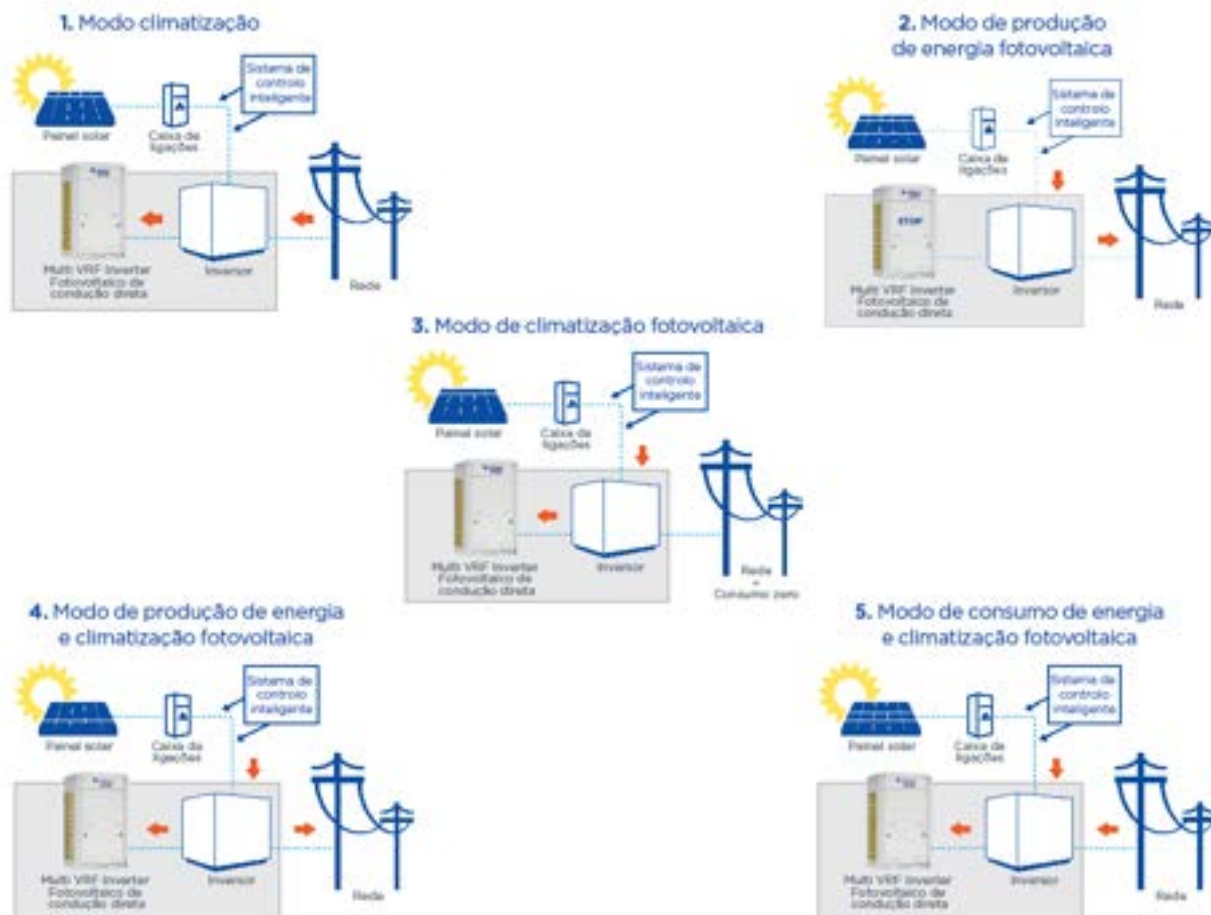 1. Modo climatização
Sistema de
controlo
inteligente
Painel solar
Caixa de
ligações
Multi VRF Inverter
Fotovoltaico de
condução direta
Inversor
Rede
2. Modo de produção
de energia fotovoltaica
Sistema de
controlo
inteligente
Painel solar
Caixa de
ligações
STOP
Multi VRF Inverter
Fotovoltaico de
condução direta
Inversor
Rede
3. Modo de climatização fotovoltaica
Sistema de
controlo
inteligente
Painel solar
Caixa de
ligações
Multi VRF Inverter
Fotovoltaico de
condução direta
Inversor
Rede
=
Consumo zero
4. Modo de produção de energia
e climatização fotovoltaica
Sistema de
controlo
inteligente
Painel solar
Caixa de
ligações
Multi VRF Inverter
Fotovoltaico de
condução direta
Inversor
Rede
5. Modo de consumo de energia
e climatização fotovoltaica
Sistema de
controlo
inteligente
Painel solar
Caixa de
ligações
Multi VRF Inverter
Fotovoltaico de
condução direta
Inversor
Rede